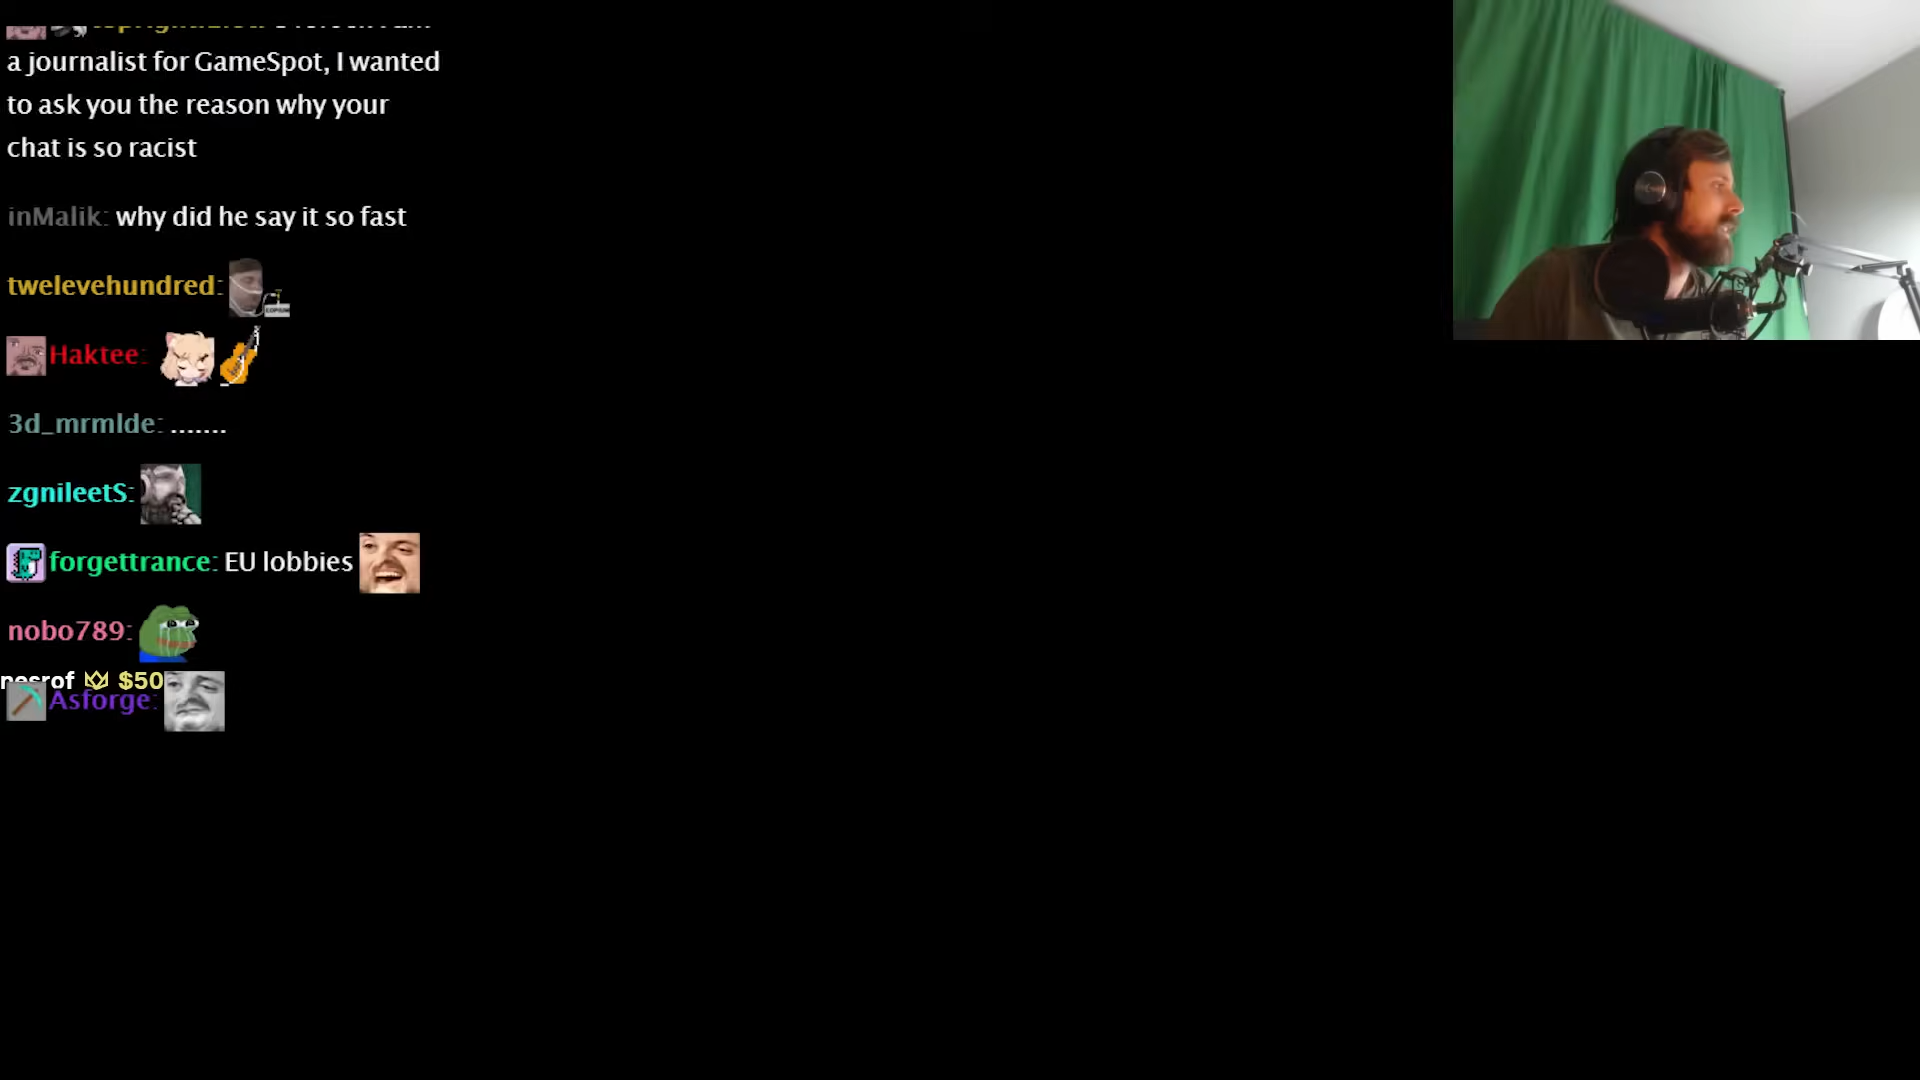 a journalist for GameSpot, I wanted
to ask you the reason why your
chat is so racist
inMalik: why did he say it so fast
twelevehundred:
Haktee:
3d_mrmlde: .......
zgnileetS:
forgettrance: EU lobbies
nobo789:
nesrof $50
Asforge: